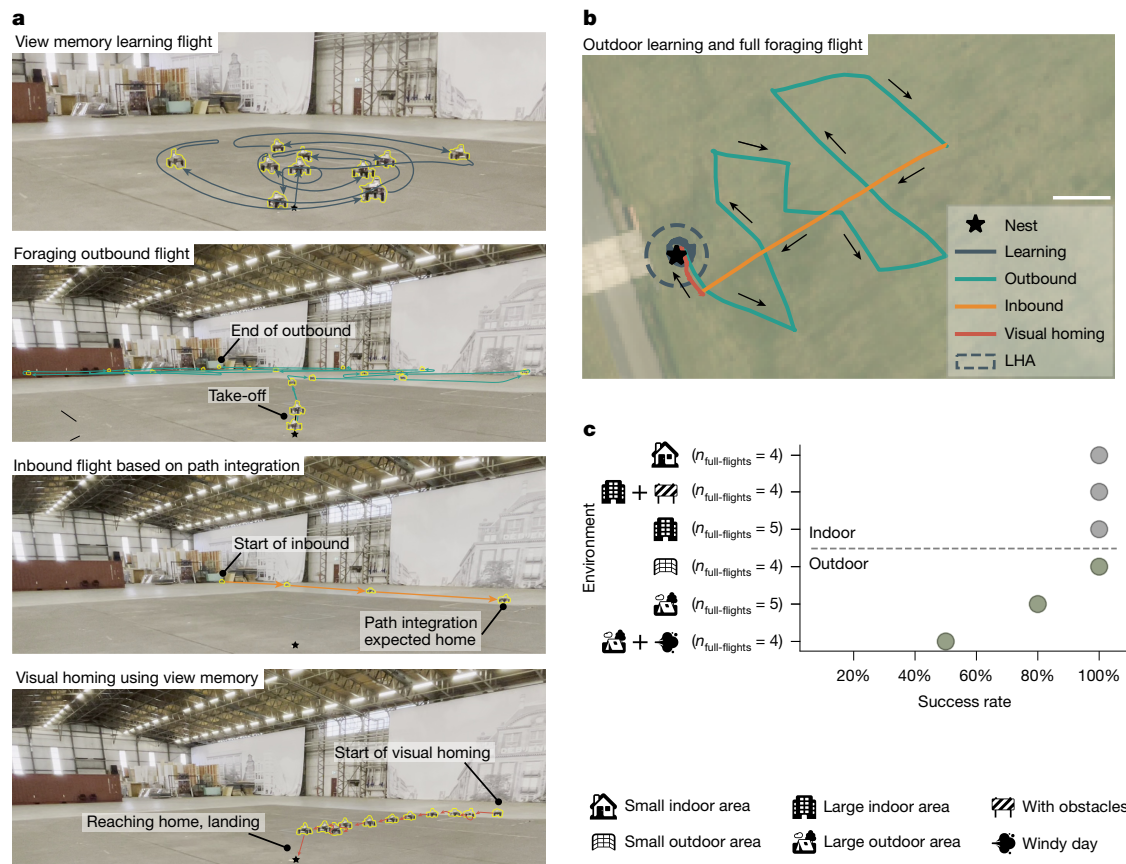 a
View memory learning flight
Foraging outbound flight
End of outbound
Take-off
Inbound flight based on path integration
Start of inbound
Path integration
expected home
Visual homing using view memory
Start of visual homing
Reaching home, landing
b
Outdoor learning and full foraging flight
Nest
Learning
Outbound
Inbound
Visual homing
LHA
c
Environment
(nfull-flights = 4)
(nfull-flights = 4)
(nfull-flights = 5)
Indoor
Outdoor
(nfull-flights = 4)
(nfull-flights = 5)
(nfull-flights = 4)
20% 40% 60% 80% 100%
Success rate
Small indoor area
Large indoor area
With obstacles
Small outdoor area
Large outdoor area
Windy day